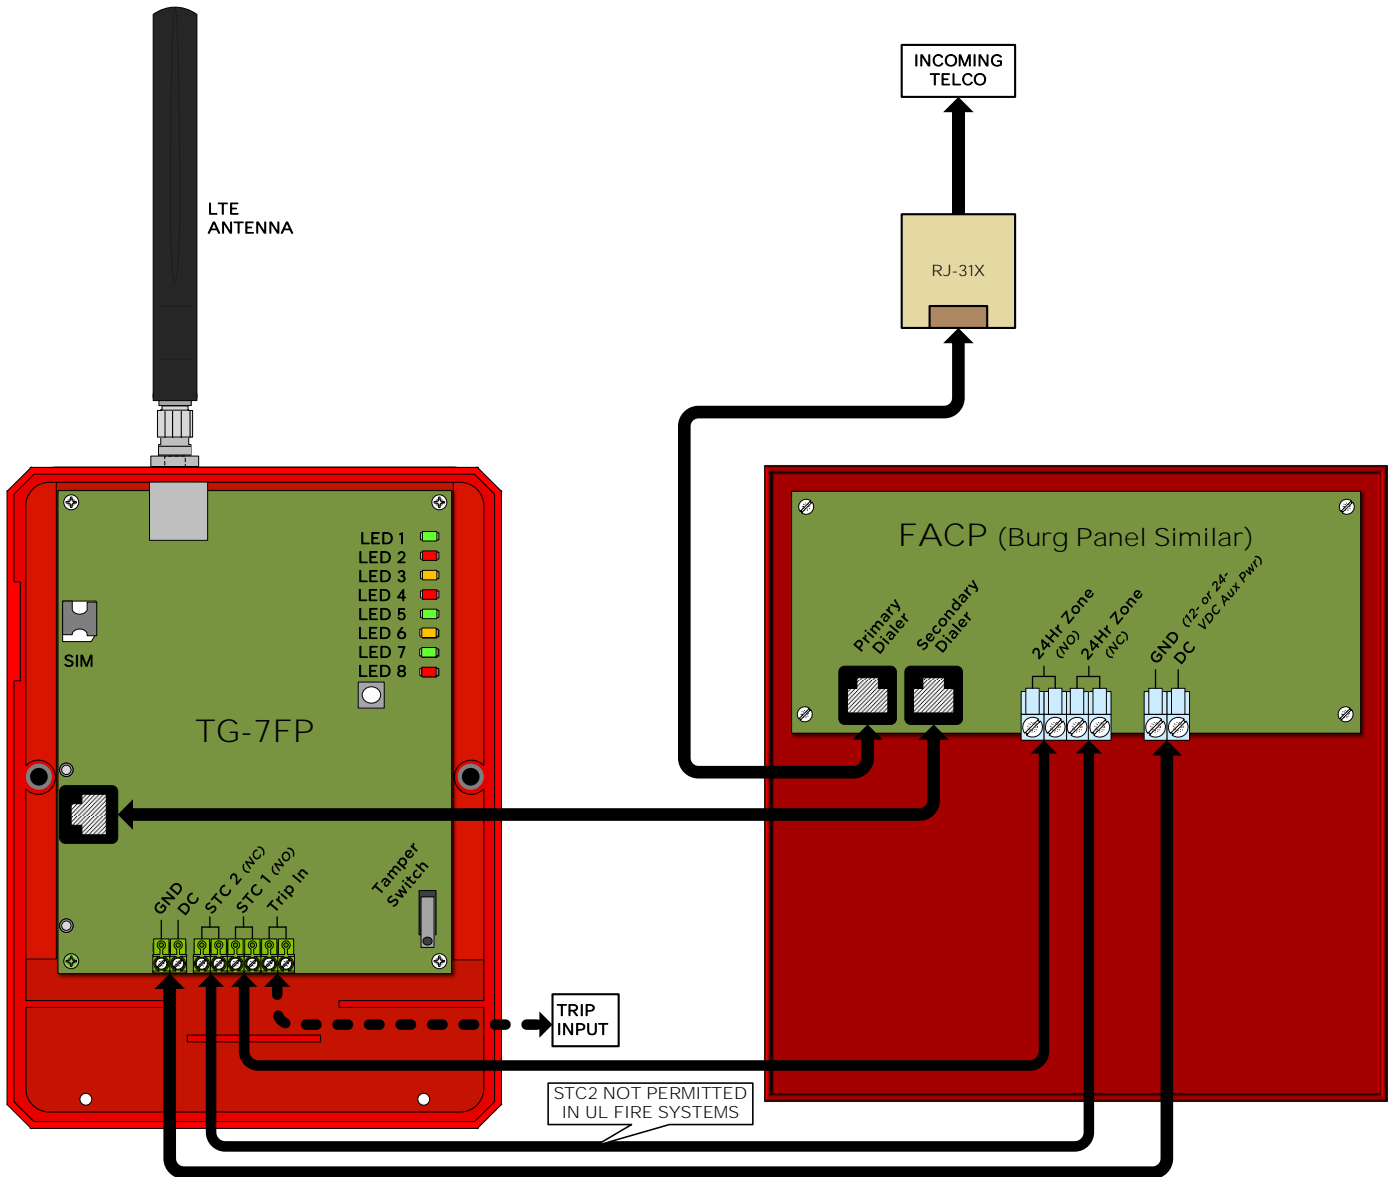 INCOMING
TELCO
LTE
ANTENNA
RJ-31X
LED 1
LED 2
LED 3
LED 4
LED 5
LED 6
LED 7
LED 8
SIM
TG-7FP
FACP (Burg Panel Similar)
Primary
Dialer
Secondary
Dialer
24Hr Zone
(NO)
24Hr Zone
(NC)
GND
DC
(12- or 24-
VDC Aux Pwr)
GND
DC
STC 2 (NC)
STC 1 (NO)
Trip In
Tamper
Switch
TRIP
INPUT
STC2 NOT PERMITTED
IN UL FIRE SYSTEMS